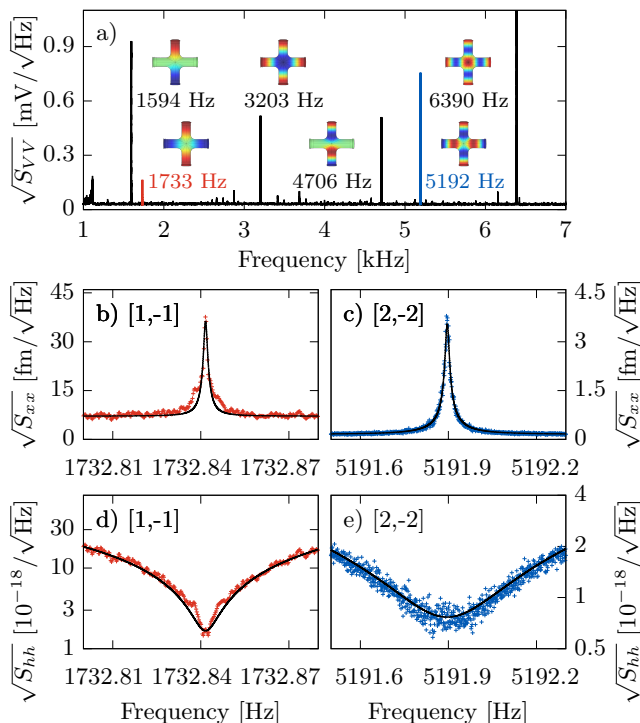 a)
√S_VV [mV/√Hz]
0.9
0.6
0.3
0
1594 Hz 3203 Hz 6390 Hz
1733 Hz 4706 Hz 5192 Hz
1 2 3 4 5 6 7
Frequency [kHz]
b) [1,-1]
√S_xx [fm/√Hz]
45
30
15
0
1732.81 1732.84 1732.87
c) [2,-2]
4.5
3
1.5
0
√S_xx [fm/√Hz]
5191.6 5191.9 5192.2
d) [1,-1]
√S_hh [10⁻¹⁸/√Hz]
30
10
3
1
1732.81 1732.84 1732.87
Frequency [Hz]
e) [2,-2]
4
2
1
0.5
√S_hh [10⁻¹⁸/√Hz]
5191.6 5191.9 5192.2
Frequency [Hz]